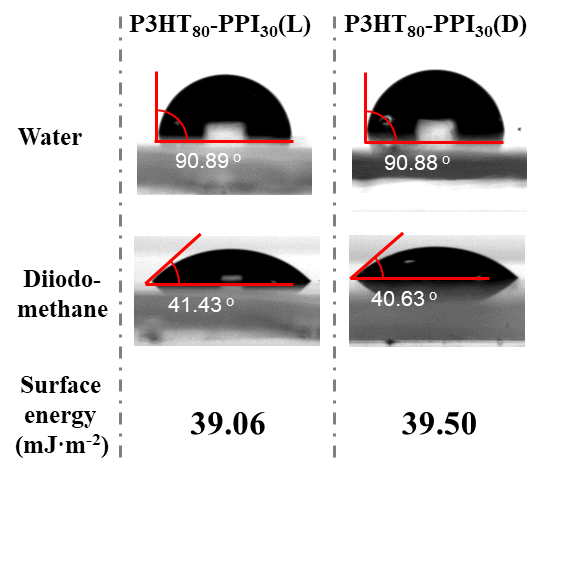 P3HT₈₀-PPI₃₀(L) P3HT₈₀-PPI₃₀(D)
Water
90.89 º 90.88 º
Diiodo-
methane
41.43 º 40.63 º
Surface
energy
(mJ·m⁻²)
39.06 39.50